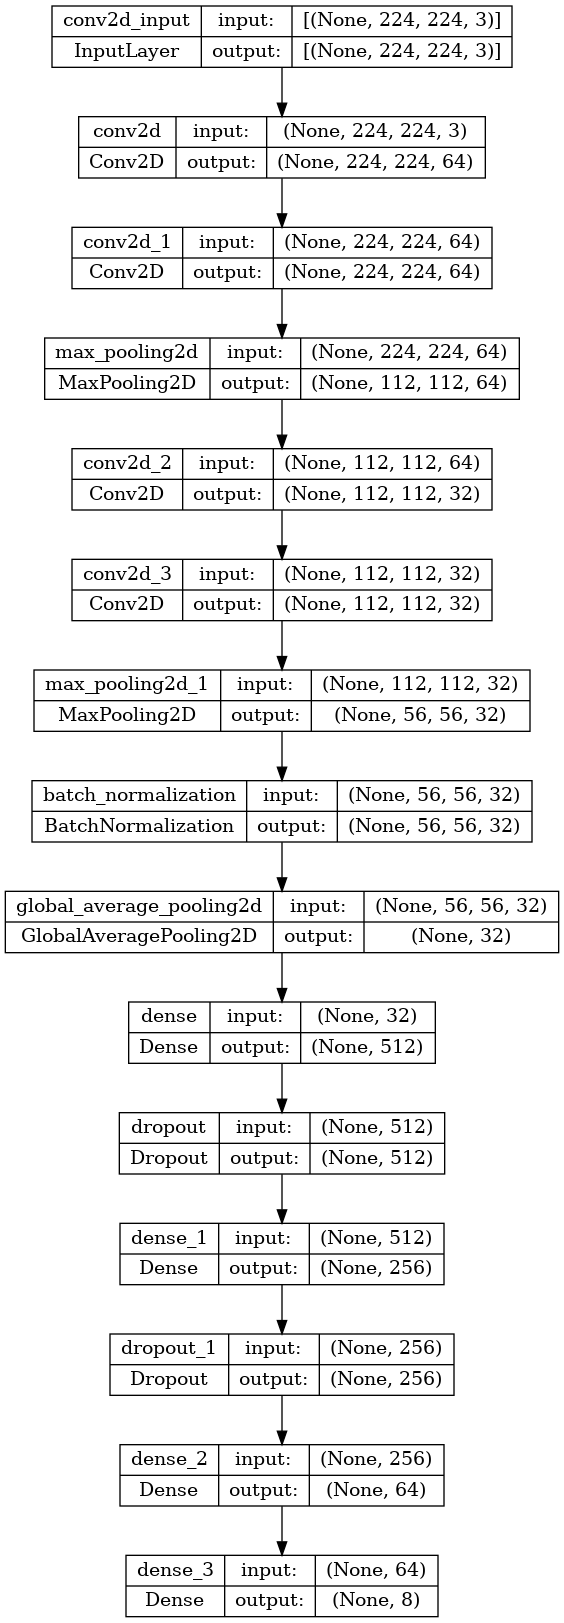 conv2d_input input: [(None, 224, 224, 3)]
InputLayer output: [(None, 224, 224, 3)]
conv2d input: (None, 224, 224, 3)
Conv2D output: (None, 224, 224, 64)
conv2d_1 input: (None, 224, 224, 64)
Conv2D output: (None, 224, 224, 64)
max_pooling2d input: (None, 224, 224, 64)
MaxPooling2D output: (None, 112, 112, 64)
conv2d_2 input: (None, 112, 112, 64)
Conv2D output: (None, 112, 112, 32)
conv2d_3 input: (None, 112, 112, 32)
Conv2D output: (None, 112, 112, 32)
max_pooling2d_1 input: (None, 112, 112, 32)
MaxPooling2D output: (None, 56, 56, 32)
batch_normalization input: (None, 56, 56, 32)
BatchNormalization output: (None, 56, 56, 32)
global_average_pooling2d input: (None, 56, 56, 32)
GlobalAveragePooling2D output: (None, 32)
dense input: (None, 32)
Dense output: (None, 512)
dropout input: (None, 512)
Dropout output: (None, 512)
dense_1 input: (None, 512)
Dense output: (None, 256)
dropout_1 input: (None, 256)
Dropout output: (None, 256)
dense_2 input: (None, 256)
Dense output: (None, 64)
dense_3 input: (None, 64)
Dense output: (None, 8)